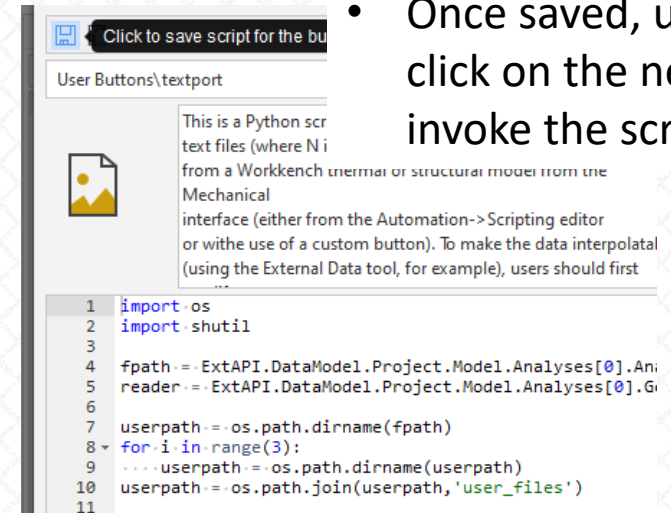 Click to save script for the bu
• Once saved, u
click on the ne
invoke the scr
User Buttons\textport
This is a Python scr
text files (where N i
from a Workkench thermal or structural model from the
Mechanical
interface (either from the Automation->Scripting editor
or withe use of a custom button). To make the data interpolatal
(using the External Data tool, for example), users should first
1 import os
2 import shutil
3
4 fpath = ExtAPI.DataModel.Project.Model.Analyses[0].Ana
5 reader = ExtAPI.DataModel.Project.Model.Analyses[0].Ge
6
7 userpath = os.path.dirname(fpath)
8 for i in range(3):
9     userpath = os.path.dirname(userpath)
10 userpath = os.path.join(userpath,'user_files')
11